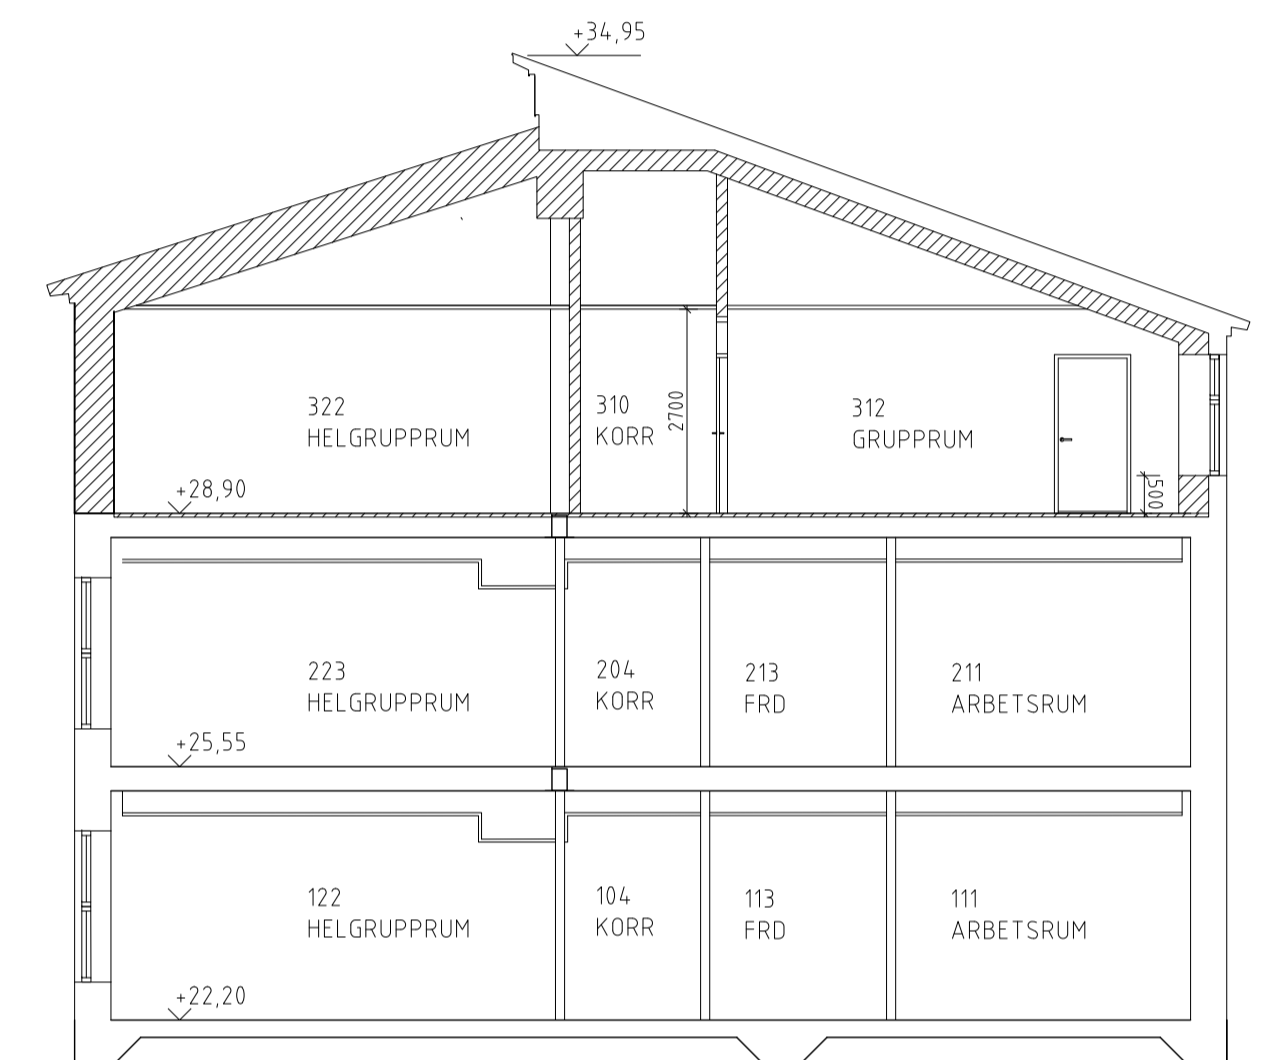 +34,95
322
HELGRUPPRUM
310
KORR
2700
312
GRUPPRUM
+28,90
500
223
HELGRUPPRUM
204
KORR
213
FRD
211
ARBETSRUM
+25,55
122
HELGRUPPRUM
104
KORR
113
FRD
111
ARBETSRUM
+22,20